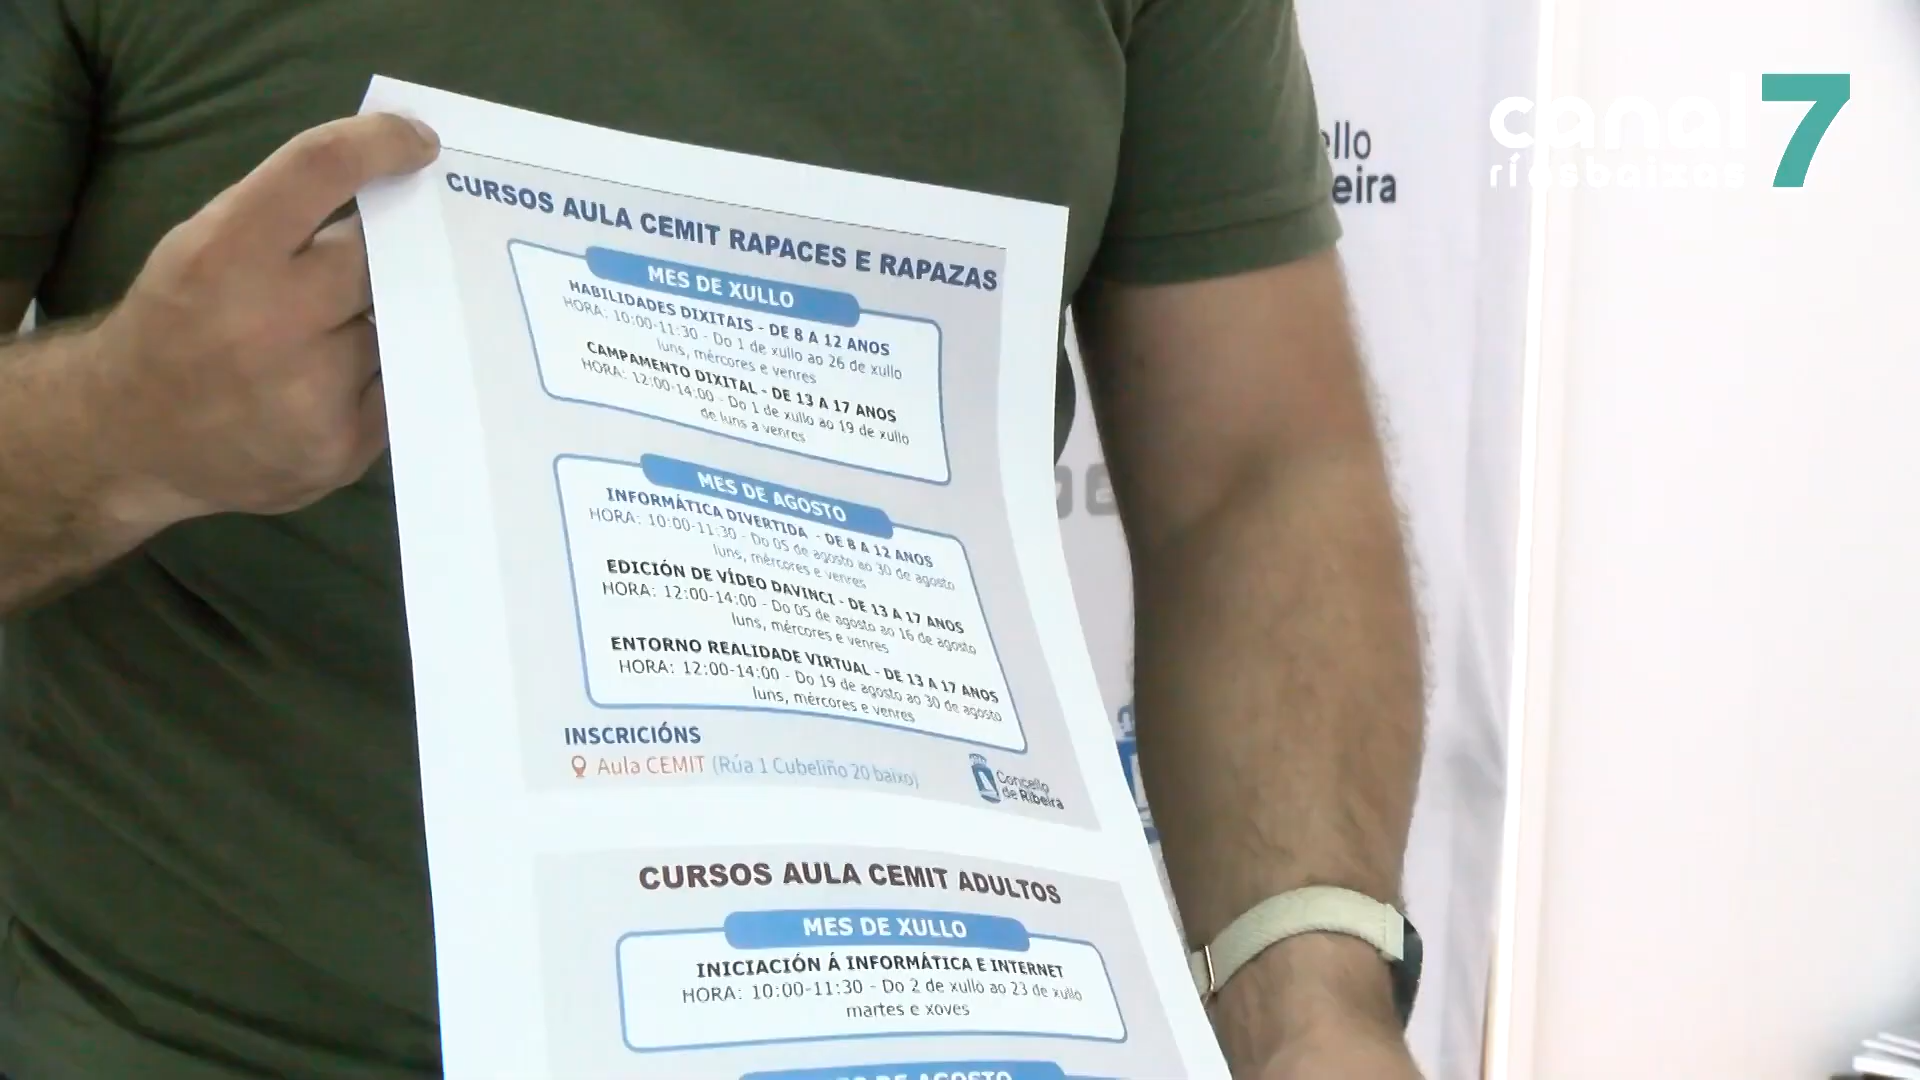 canal 7
ríasbaixas
llo
eira
CURSOS AULA CEMIT RAPACES E RAPAZAS
MES DE XULLO
HABILIDADES DIXITAIS - DE 8 A 12 ANOS
HORA: 10:00-11:30 - Do 1 de xullo ao 26 de xullo
luns, mércores e venres
CAMPAMENTO DIXITAL - DE 13 A 17 ANOS
HORA: 12:00-14:00 - Do 1 de xullo ao 19 de xullo
de luns a venres
MES DE AGOSTO
INFORMÁTICA DIVERTIDA - DE 8 A 12 ANOS
HORA: 10:00-11:30 - Do 05 de agosto ao 30 de agosto
luns, mércores e venres
EDICIÓN DE VÍDEO DAVINCI - DE 13 A 17 ANOS
HORA: 12:00-14:00 - Do 05 de agosto ao 16 de agosto
luns, mércores e venres
ENTORNO REALIDADE VIRTUAL - DE 13 A 17 ANOS
HORA: 12:00-14:00 - Do 19 de agosto ao 30 de agosto
luns, mércores e venres
INSCRICIÓNS
Aula CEMIT (Rúa 1 Cubeliño 20 baixo)
Concello
de Ribeira
CURSOS AULA CEMIT ADULTOS
MES DE XULLO
INICIACIÓN Á INFORMÁTICA E INTERNET
HORA: 10:00-11:30 - Do 2 de xullo ao 23 de xullo
martes e xoves
MES DE AGOSTO